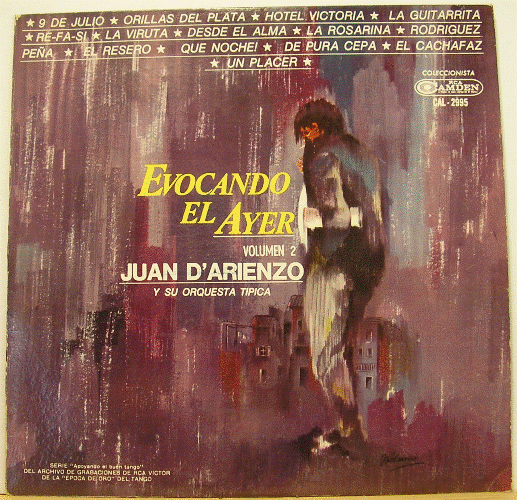 ★ 9 DE JULIO ★ ORILLAS DEL PLATA ★ HOTEL VICTORIA ★ LA GUITARRITA
★ RE-FA-SI ★ LA VIRUTA ★ DESDE EL ALMA ★ LA ROSARINA ★ RODRIGUEZ
PEÑA ★ EL RESERO ★ QUE NOCHE! ★ DE PURA CEPA ★ EL CACHAFAZ
★ UN PLACER ★
COLECCIONISTA
RCA
CAMDEN
CAL-2995
EVOCANDO
EL AYER
VOLUMEN 2
JUAN D'ARIENZO
Y SU ORQUESTA TIPICA
SERIE "Apoyando el buen tango"
DEL ARCHIVO DE GRABACIONES DE RCA VICTOR
DE LA "EPOCA DE ORO" DEL TANGO